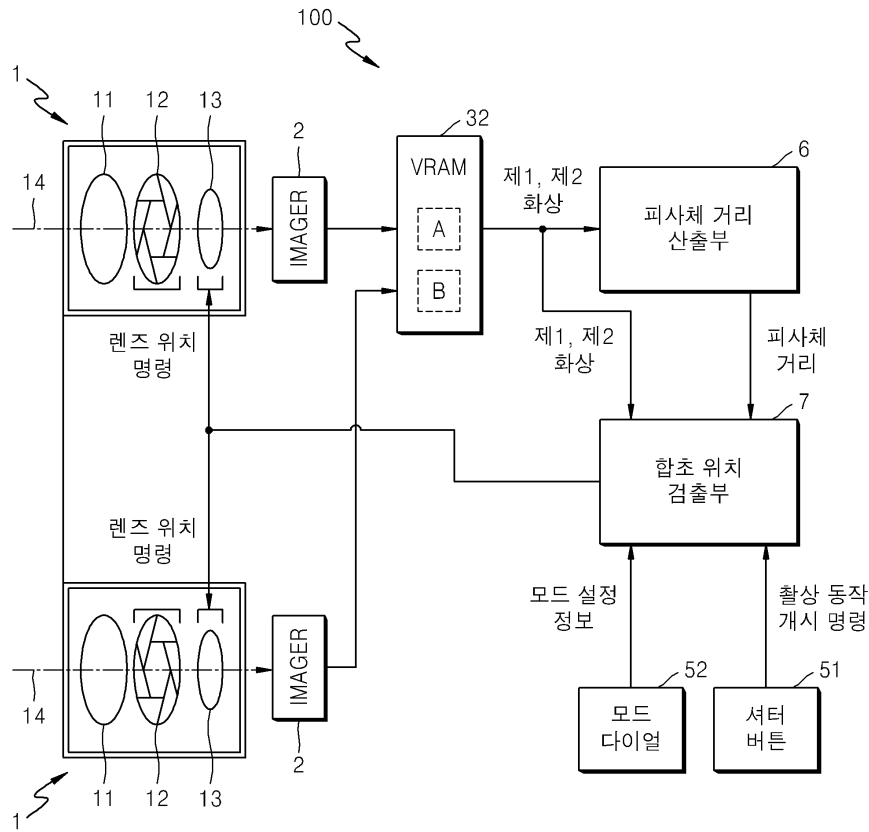 100
1
11 12 13
14
2
IMAGER
32
VRAM
A
B
제1, 제2
화상
6
피사체 거리
산출부
렌즈 위치
명령
제1, 제2
화상
피사체
거리
7
합초 위치
검출부
렌즈 위치
명령
모드 설정
정보
촬상 동작
개시 명령
IMAGER
14
11 12 13
2
1
52
모드
다이얼
51
셔터
버튼